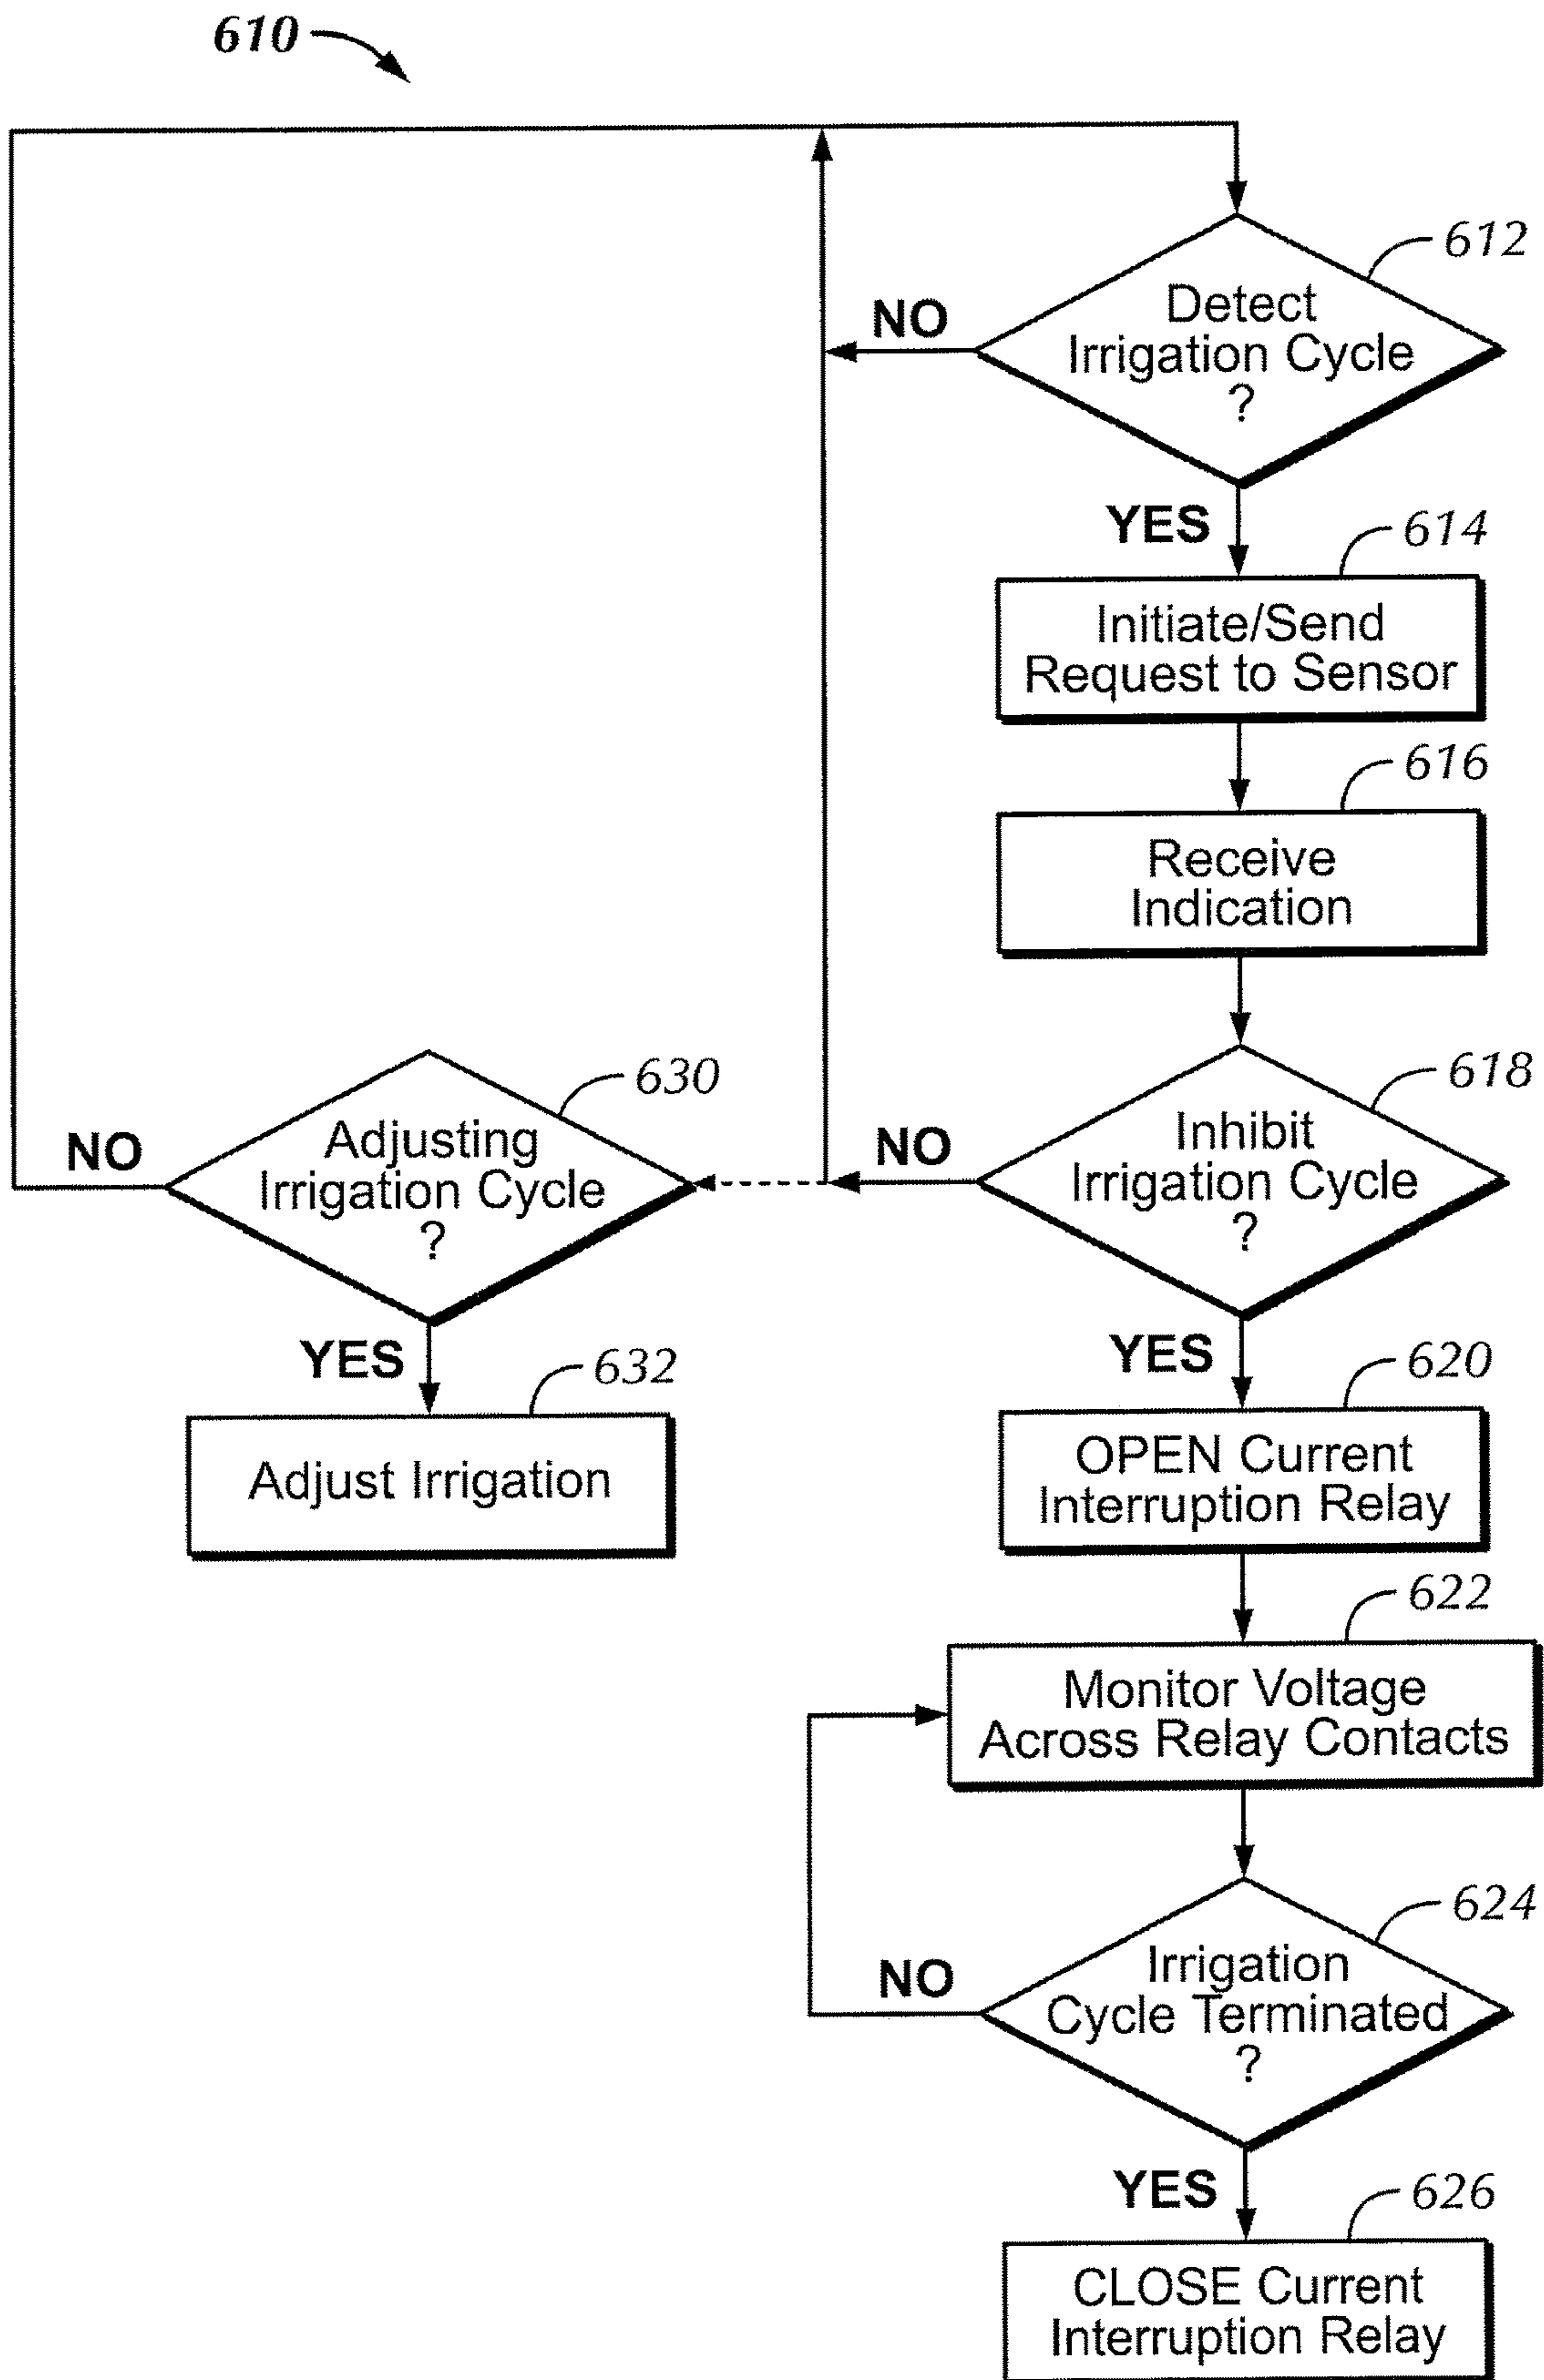 610
612
Detect
Irrigation Cycle
?
NO
YES
614
Initiate/Send
Request to Sensor
616
Receive
Indication
618
Inhibit
Irrigation Cycle
?
NO
630
Adjusting
Irrigation Cycle
?
NO
YES
632
Adjust Irrigation
YES
620
OPEN Current
Interruption Relay
622
Monitor Voltage
Across Relay Contacts
624
Irrigation
Cycle Terminated
?
NO
YES
626
CLOSE Current
Interruption Relay